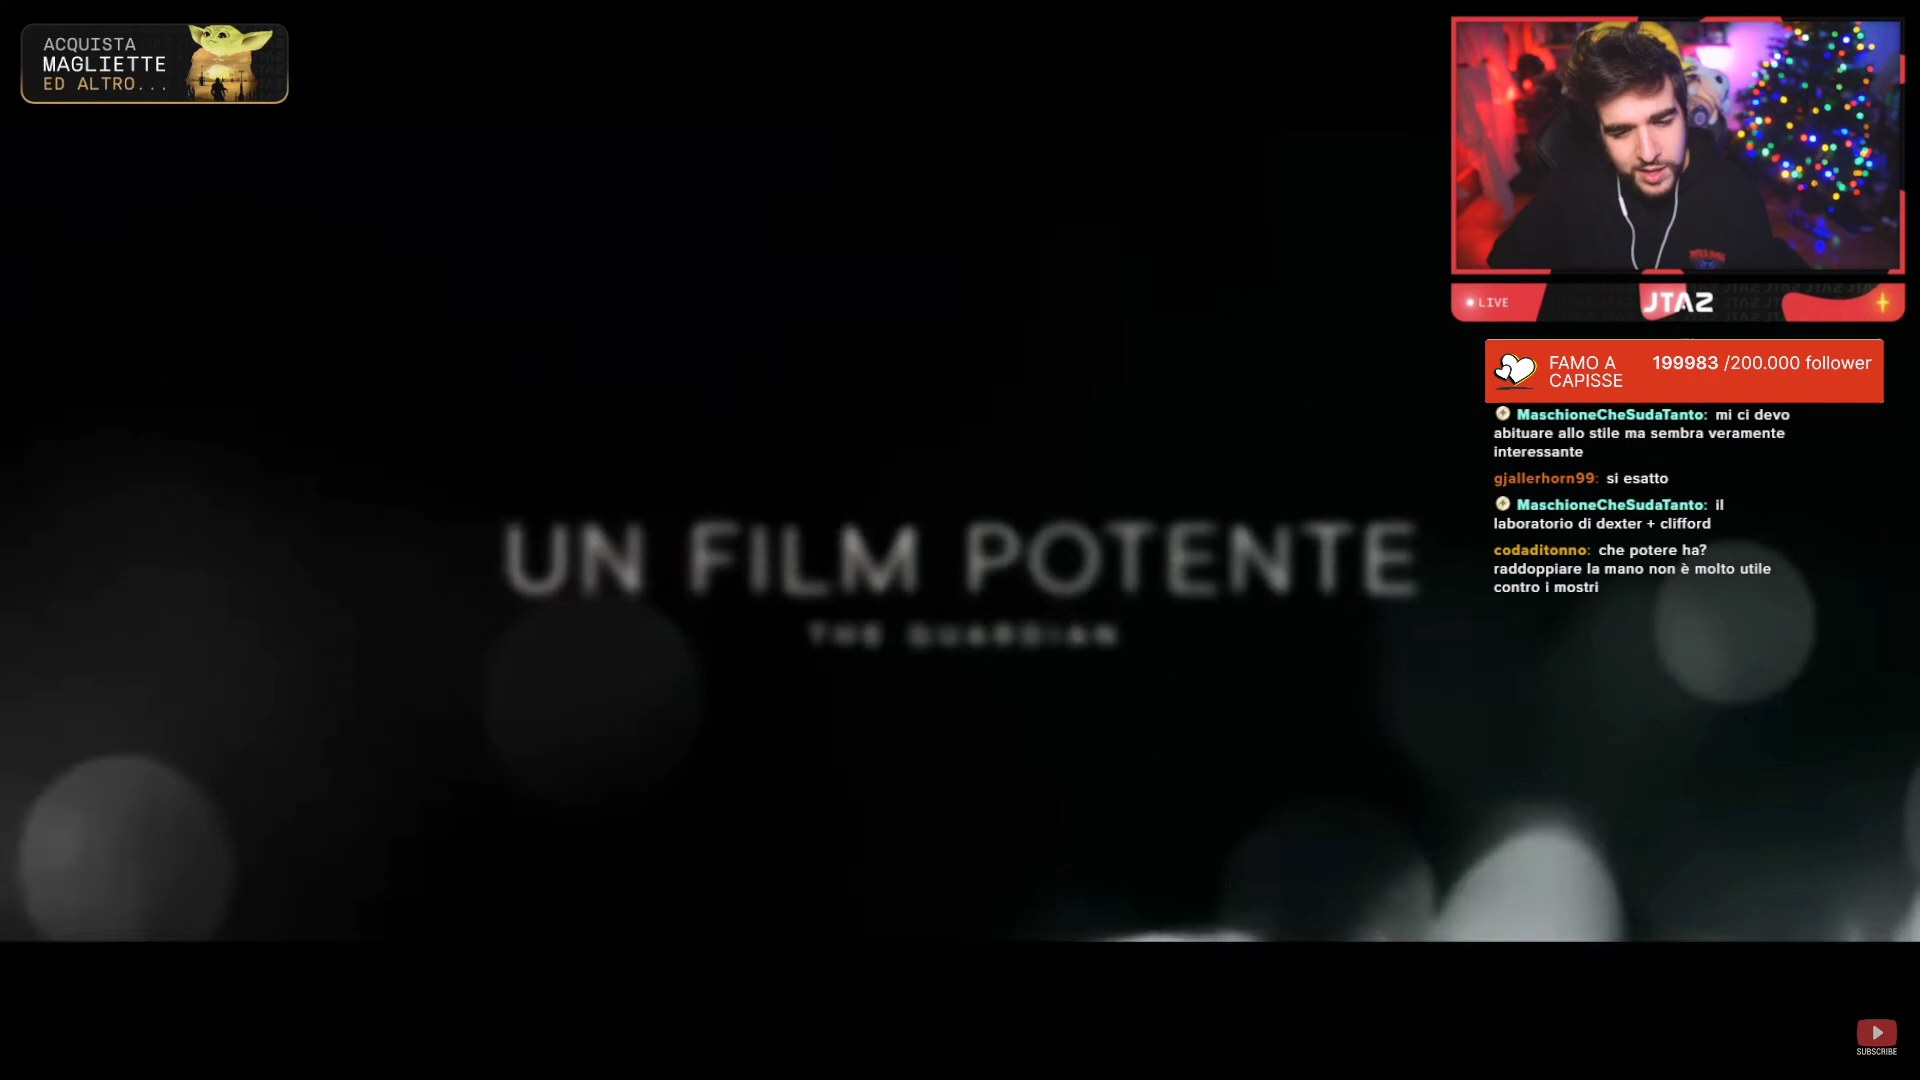 ACQUISTA
MAGLIETTE
ED ALTRO...
UN FILM POTENTE
THE GUARDIAN
LIVE
JTAZ
FAMO A
CAPISSE
199983 /200.000 follower
MaschioneCheSudaTanto: mi ci devo
abituare allo stile ma sembra veramente
interessante
gjallerhorn99: si esatto
MaschioneCheSudaTanto: il
laboratorio di dexter + clifford
codaditonno: che potere ha?
raddoppiare la mano non è molto utile
contro i mostri
SUBSCRIBE